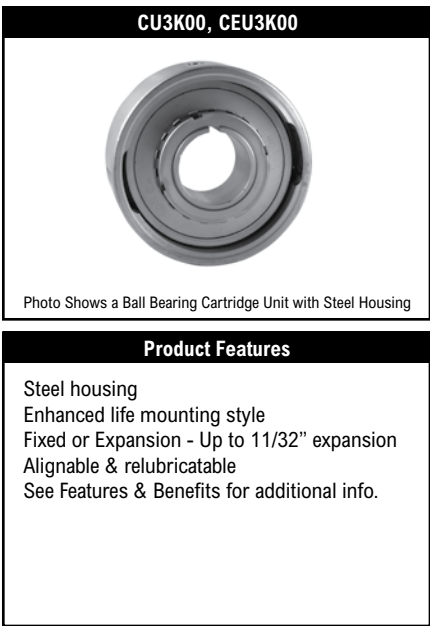 CU3K00, CEU3K00
Photo Shows a Ball Bearing Cartridge Unit with Steel Housing
Product Features
Steel housing
Enhanced life mounting style
Fixed or Expansion - Up to 11/32” expansion
Alignable & relubricatable
See Features & Benefits for additional info.